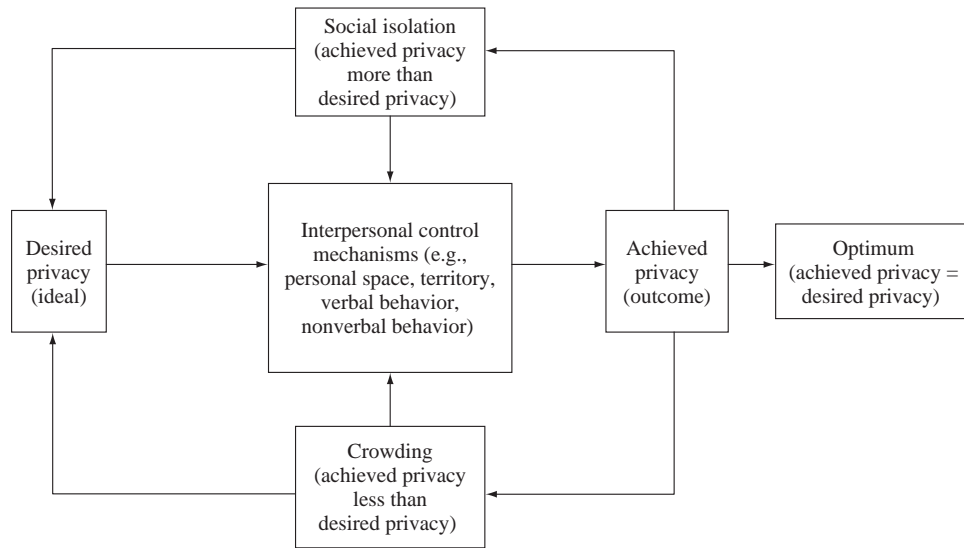 Social isolation
(achieved privacy
more than
desired privacy)
Desired
privacy
(ideal)
Interpersonal control
mechanisms (e.g.,
personal space, territory,
verbal behavior,
nonverbal behavior)
Achieved
privacy
(outcome)
Optimum
(achieved privacy =
desired privacy)
Crowding
(achieved privacy
less than
desired privacy)